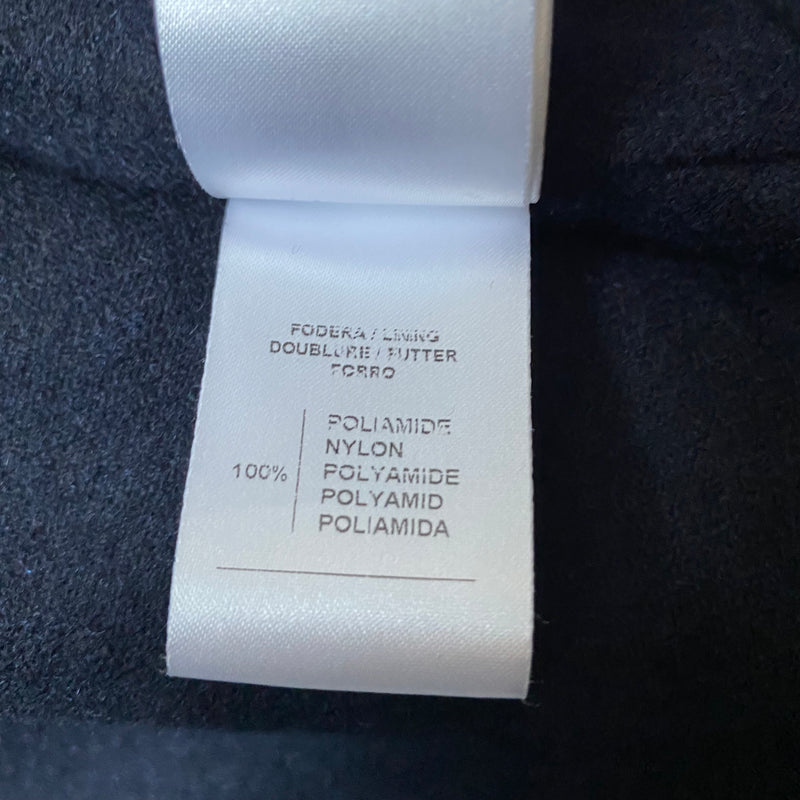 FODERA / LINING
DOUBLURE / FUTTER
FORRO
POLIAMIDE
NYLON
100% POLYAMIDE
POLYAMID
POLIAMIDA